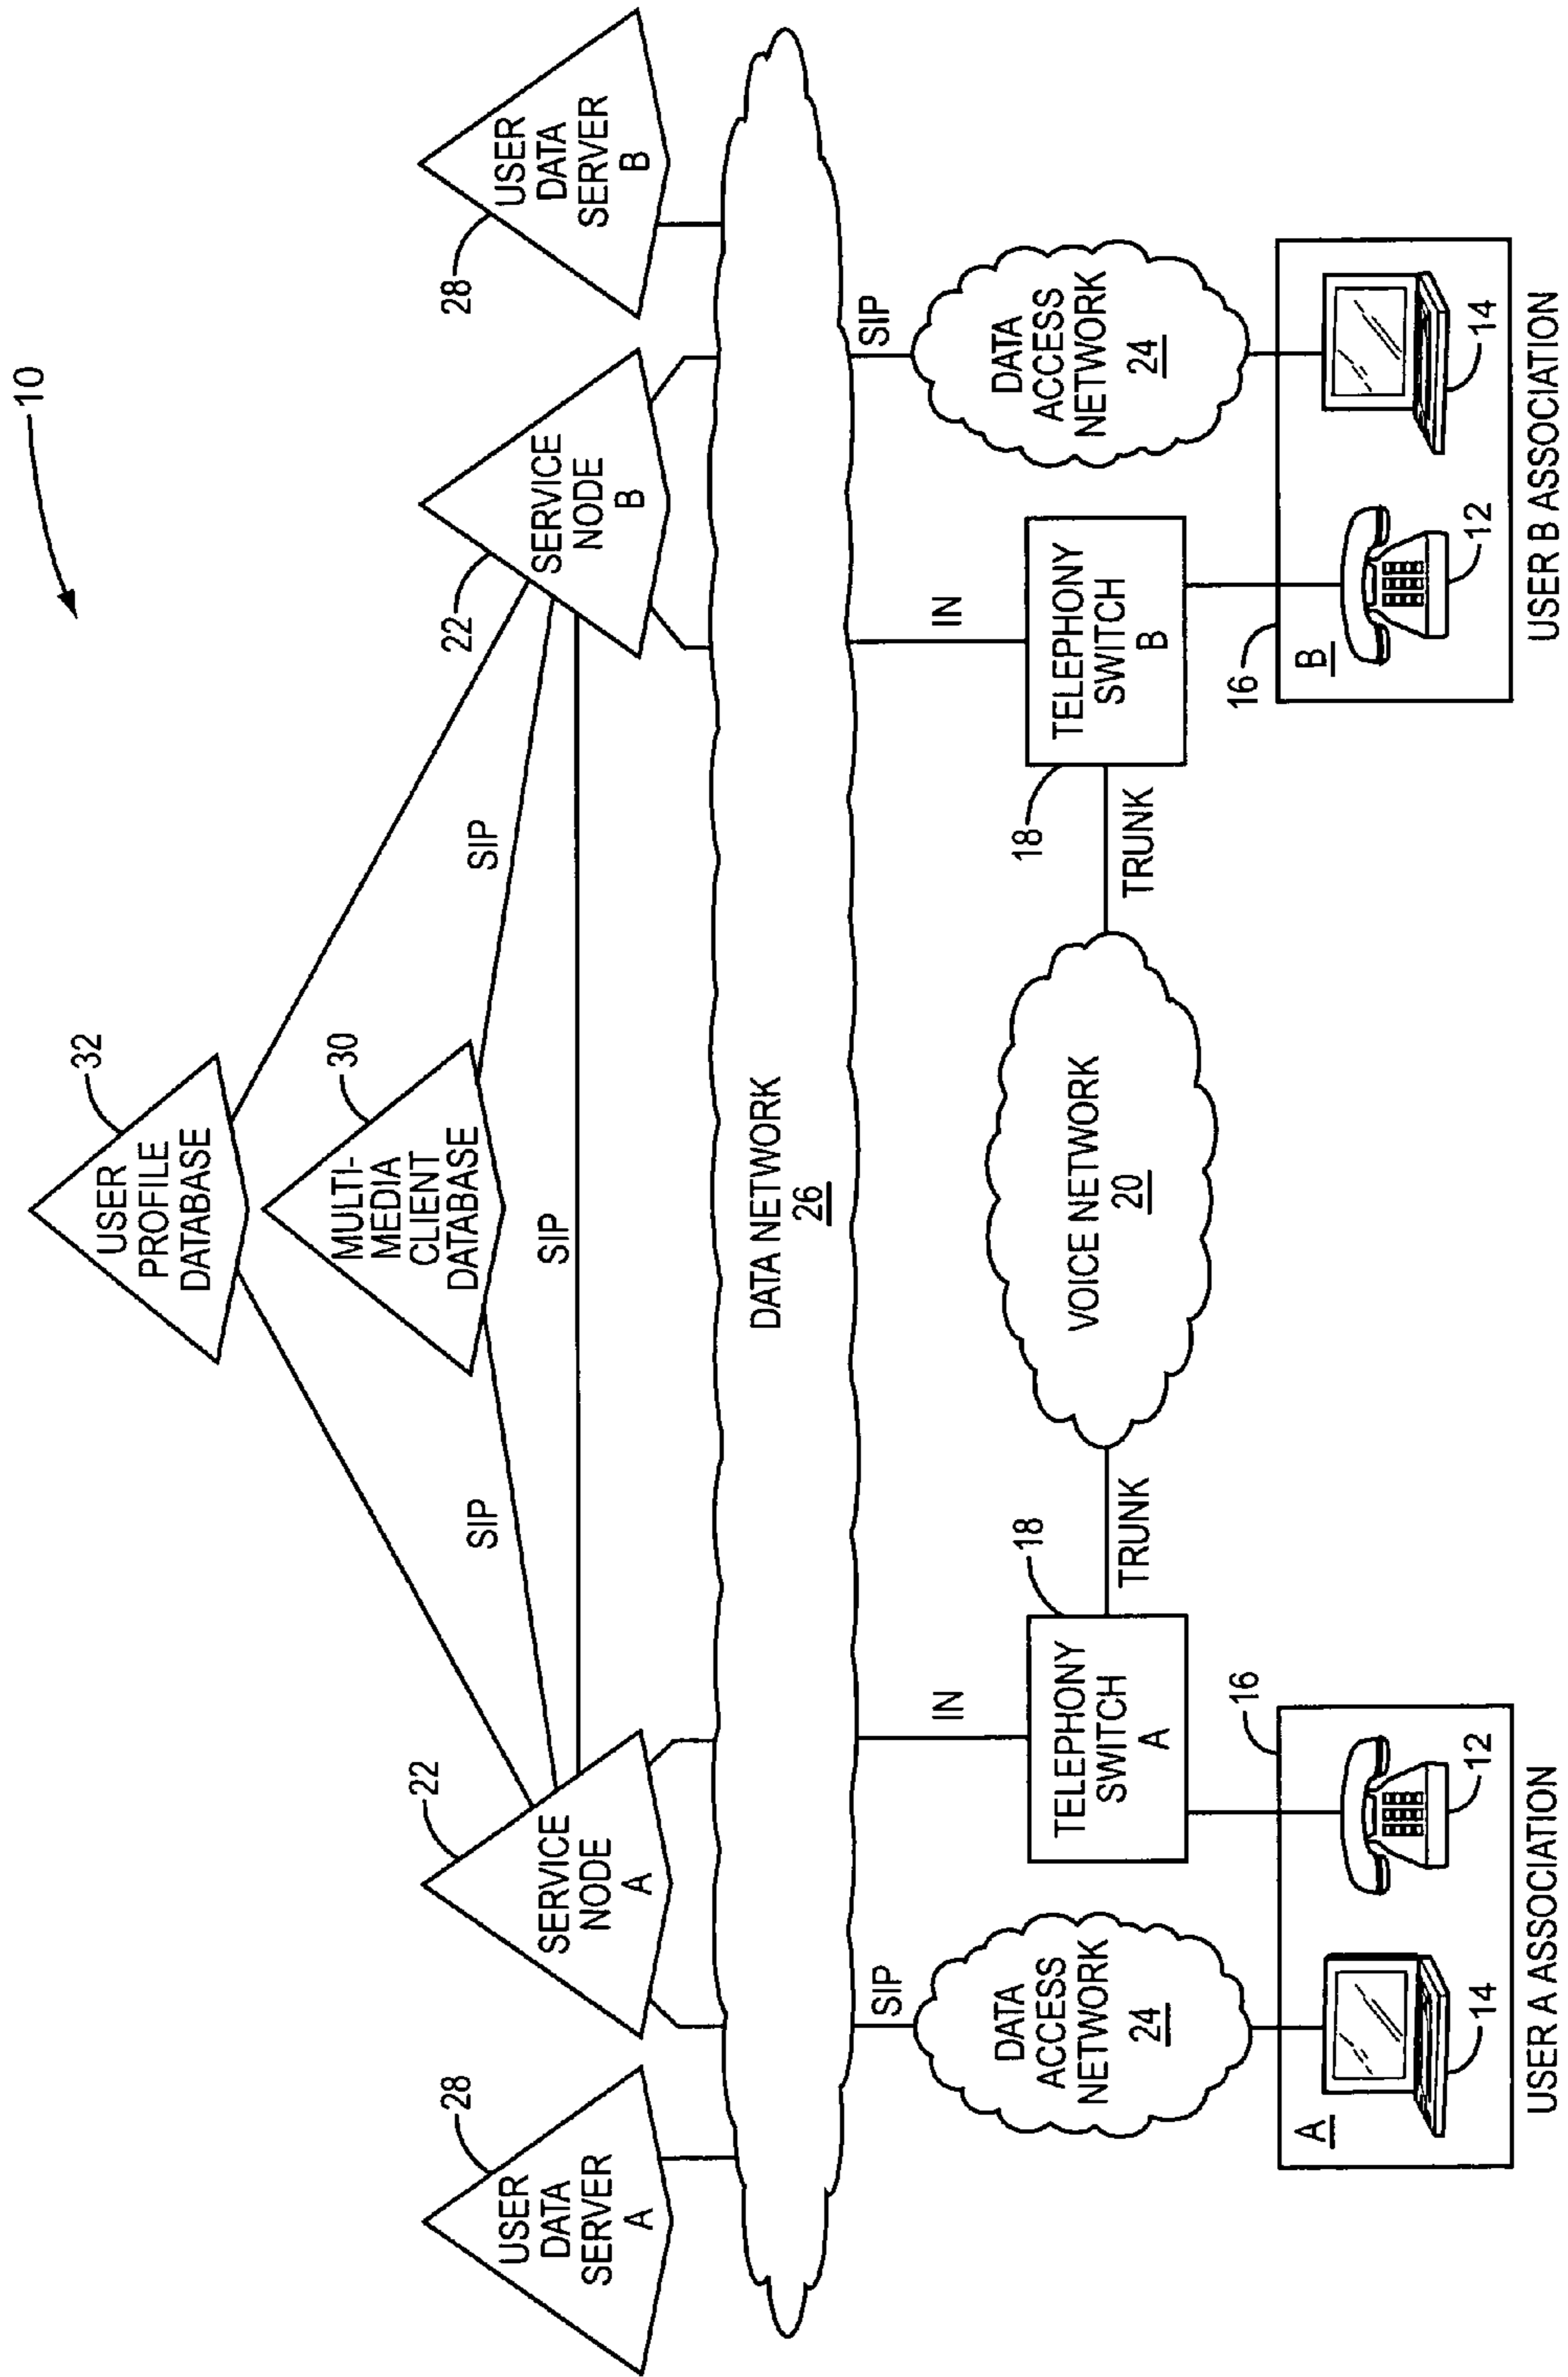 10
32
USER
PROFILE
DATABASE
30
MULTI-
MEDIA
CLIENT
DATABASE
28
USER
DATA
SERVER
A
22
SERVICE
NODE
A
SIP
SIP
SIP
22
SERVICE
NODE
B
28
USER
DATA
SERVER
B
DATA NETWORK
26
SIP
IN
IN
SIP
DATA
ACCESS
NETWORK
24
18
TELEPHONY
SWITCH
A
TRUNK
VOICE NETWORK
20
TRUNK
18
TELEPHONY
SWITCH
B
DATA
ACCESS
NETWORK
24
16
A
14
12
USER A ASSOCIATION
16
B
12
14
USER B ASSOCIATION